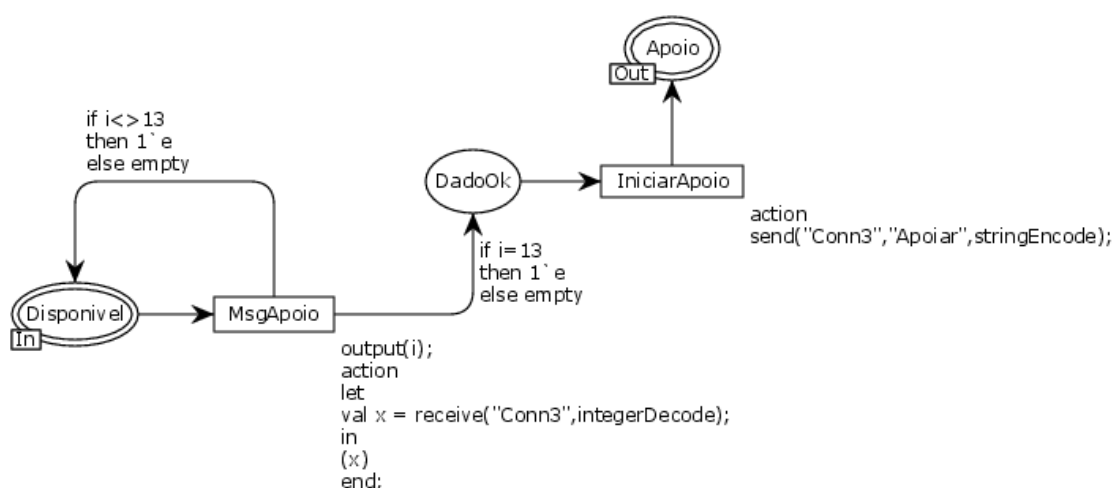 Apoio
Out
if i<>13
then 1`e
else empty
DadoOk
IniciarApoio
action
send("Conn3","Apoiar",stringEncode);
if i=13
then 1`e
else empty
Disponivel
In
MsgApoio
output(i);
action
let
val x = receive("Conn3",integerDecode);
in
(x)
end;